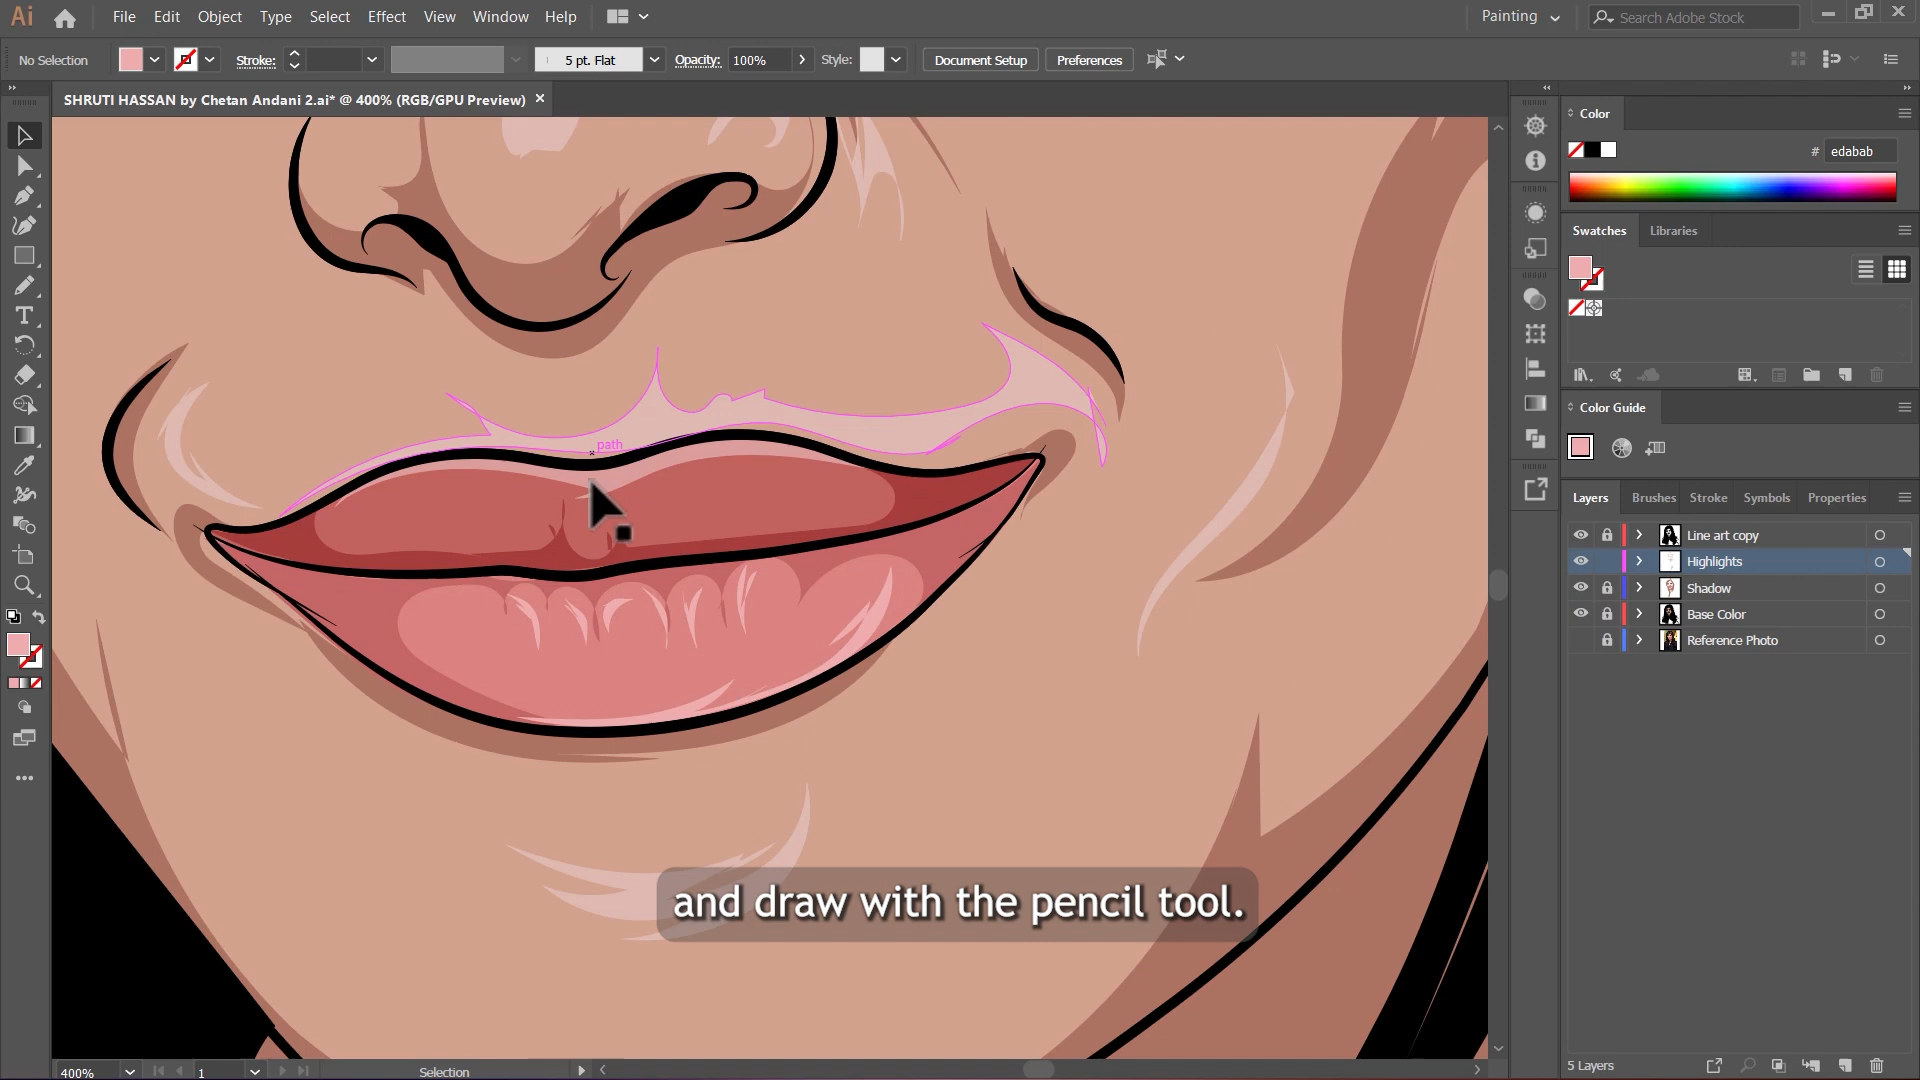 Ai File Edit Object Type Select Effect View Window Help Painting Search Adobe Stock
No Selection Stroke: 5 pt. Flat Opacity: 100% Style: Document Setup Preferences
SHRUTI HASSAN by Chetan Andani 2.ai* @ 400% (RGB/GPU Preview) ×
Color
# edabab
Swatches Libraries
Color Guide
path
Layers Brushes Stroke Symbols Properties
Line art copy
Highlights
Shadow
Base Color
Reference Photo
and draw with the pencil tool.
400% 1 Selection 5 Layers